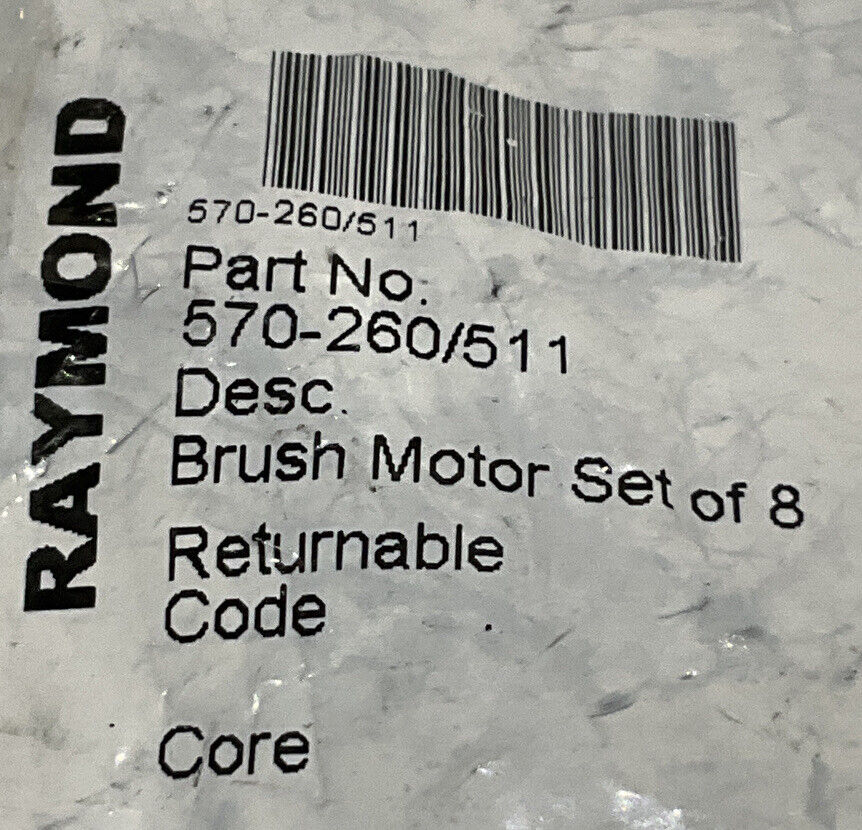 RAYMOND
570-260/511
Part No.
570-260/511
Desc.
Brush Motor Set of 8
Returnable
Code
Core